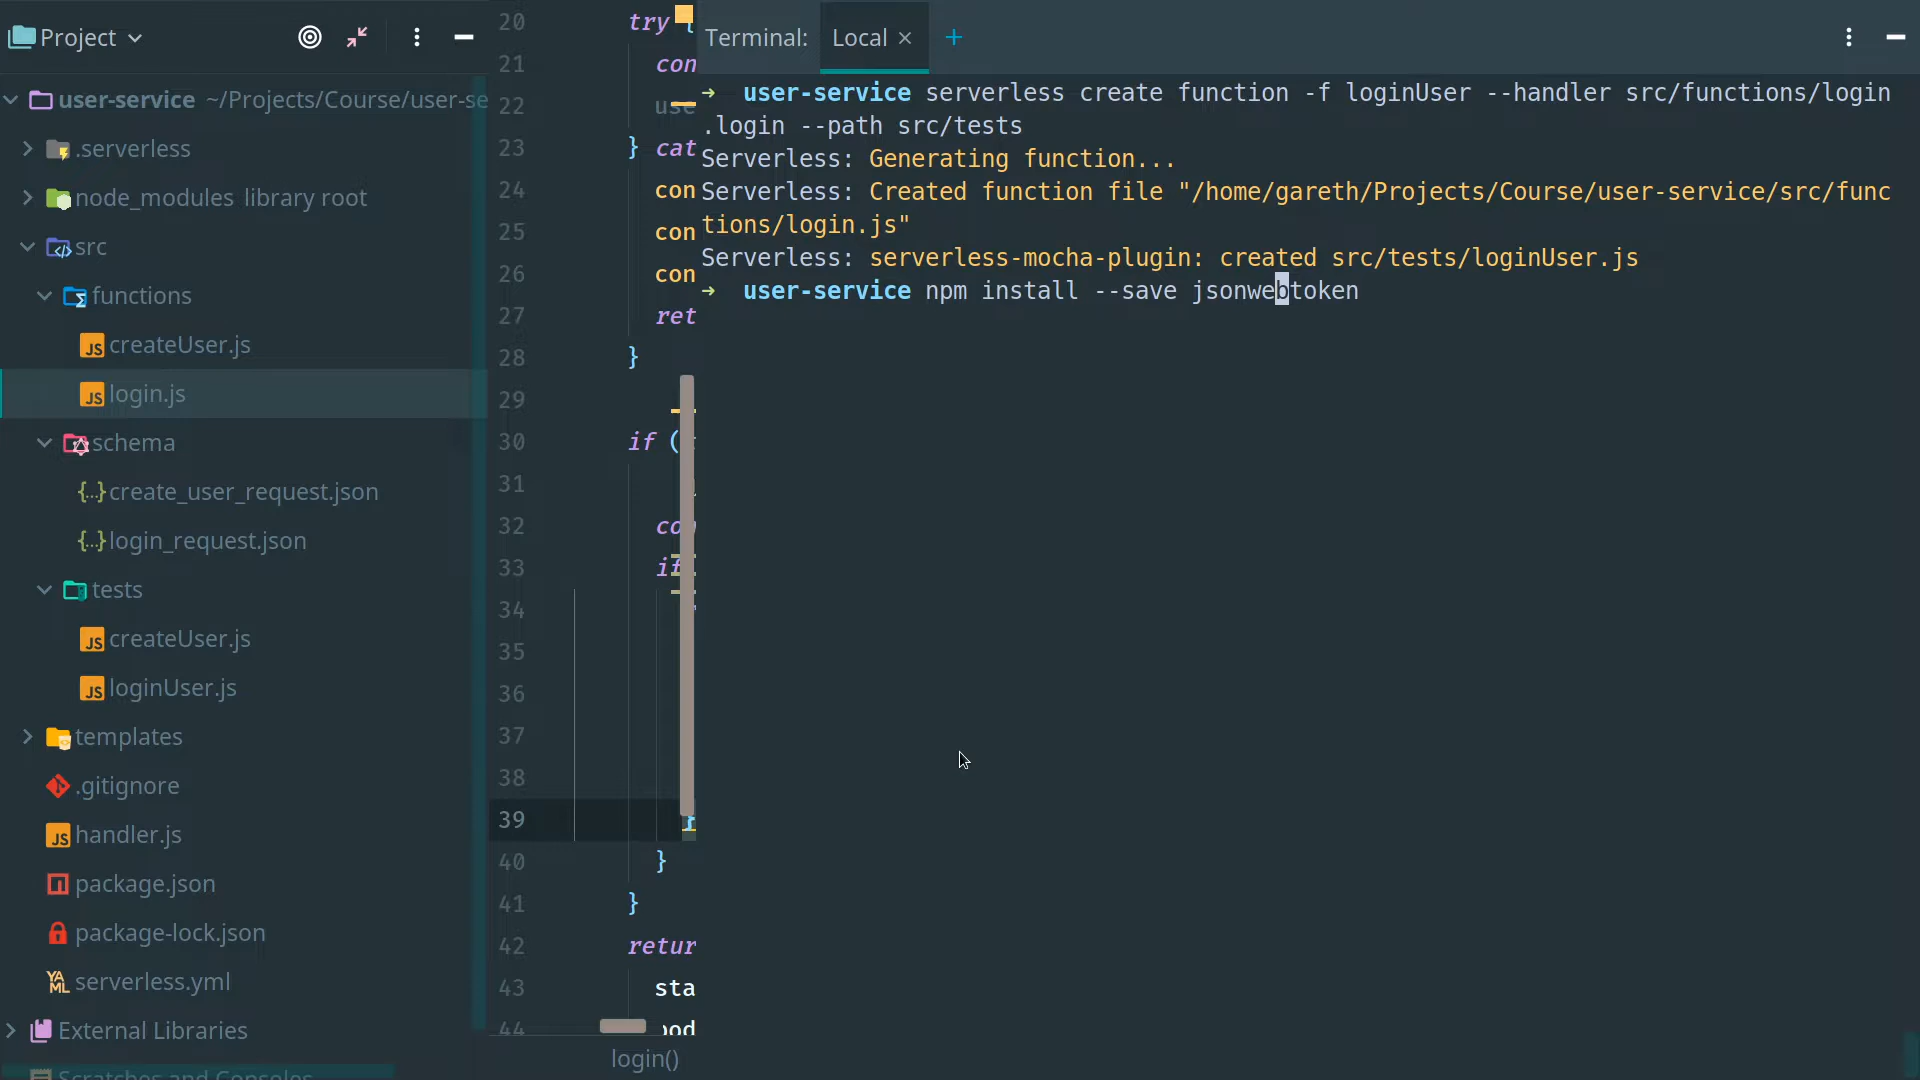 Project
user-service ~/Projects/Course/user-se
.serverless
node_modules library root
src
functions
createUser.js
login.js
schema
create_user_request.json
login_request.json
tests
createUser.js
loginUser.js
templates
.gitignore
handler.js
package.json
package-lock.json
serverless.yml
External Libraries
Scratches and Consoles
20 try {
21 con
22 use
23 } cat
24 con
25 con
26 con
27 ret
28 }
29
30 if (
31
32 co
33 if
34
35
36
37
38
39 }
40 }
41 }
42 retur
43 sta
44 bod
login()
Terminal: Local × +
→ user-service serverless create function -f loginUser --handler src/functions/login
.login --path src/tests
Serverless: Generating function...
Serverless: Created function file "/home/gareth/Projects/Course/user-service/src/func
tions/login.js"
Serverless: serverless-mocha-plugin: created src/tests/loginUser.js
→ user-service npm install --save jsonwebtoken